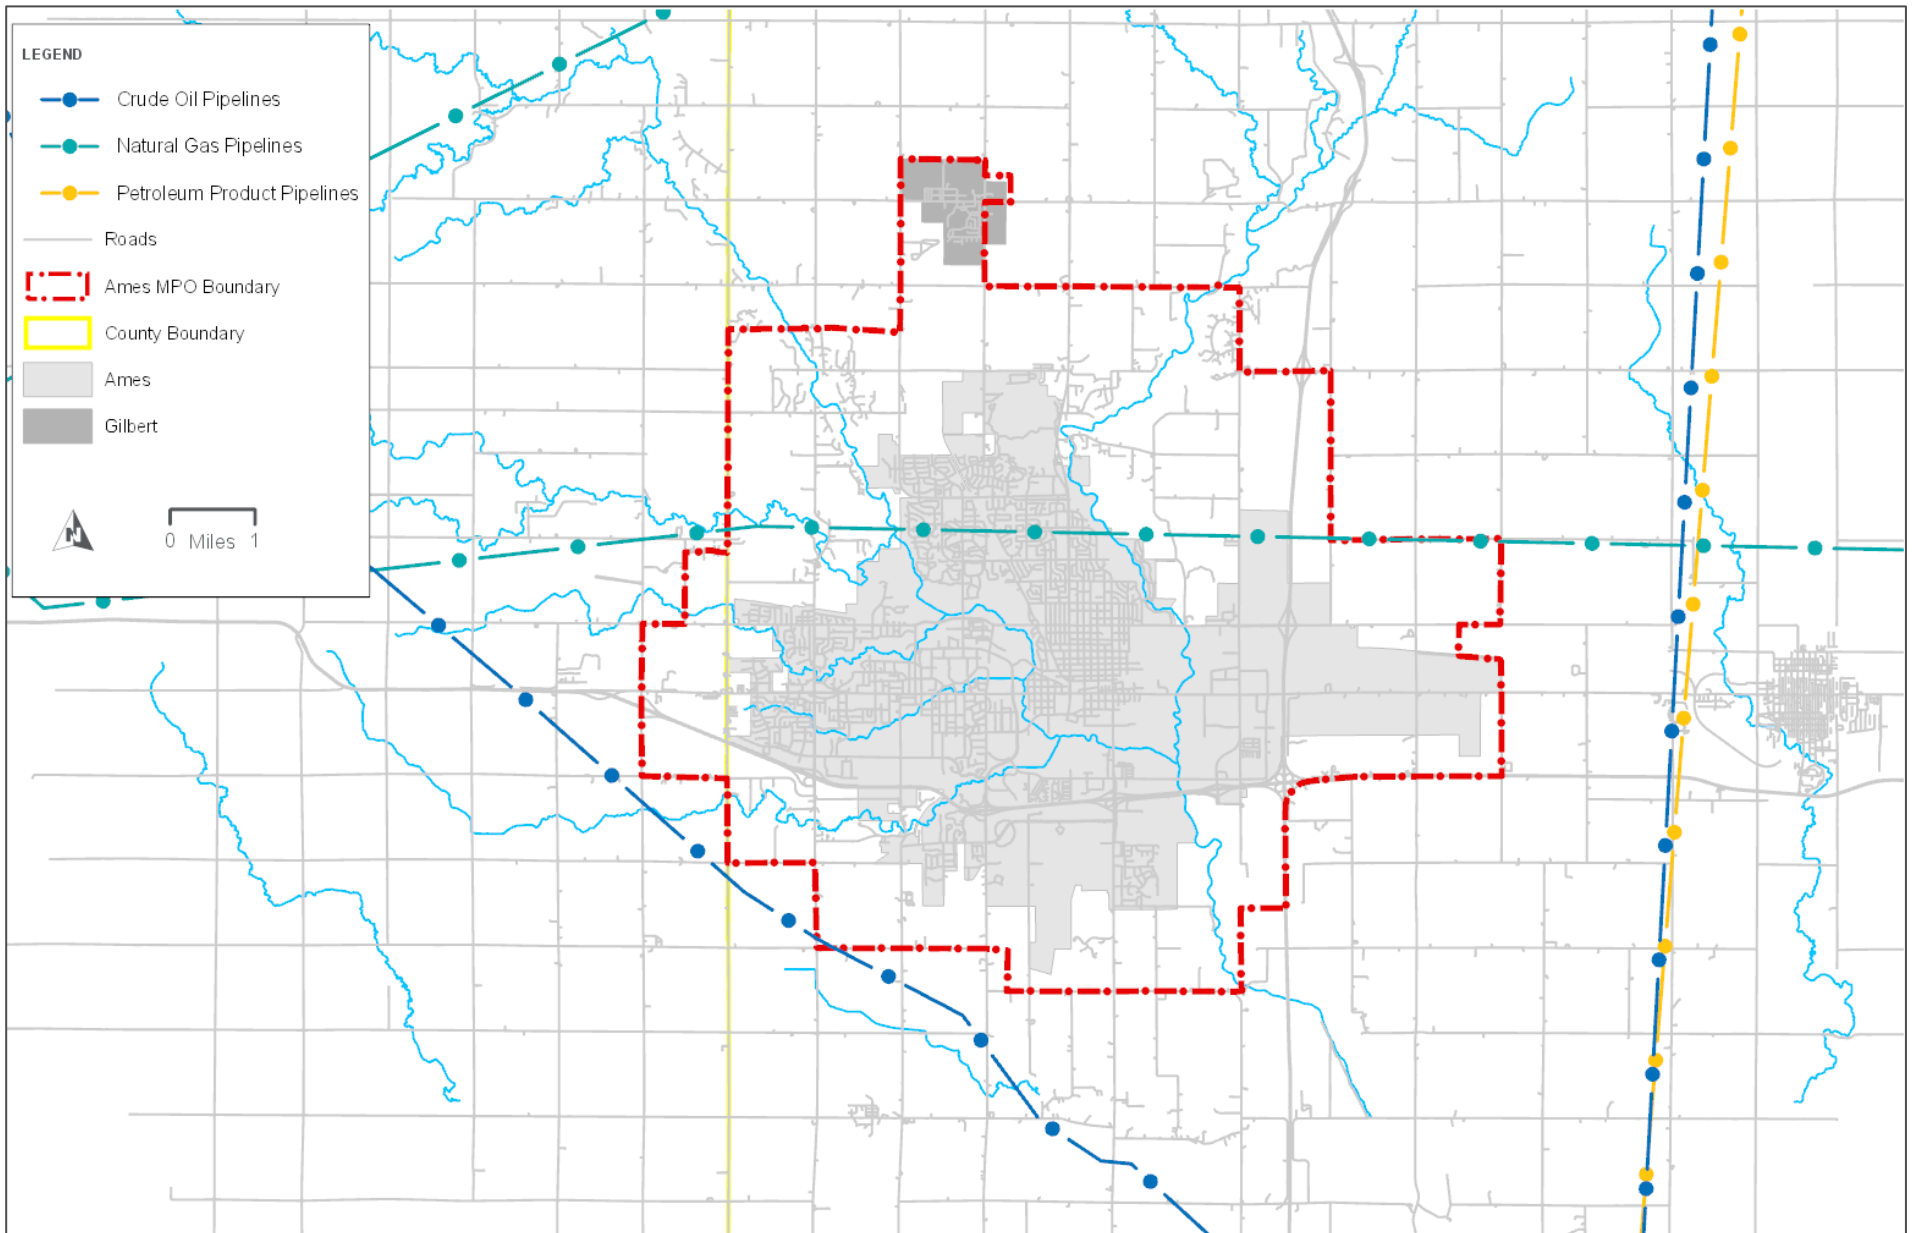 LEGEND
Crude Oil Pipelines
Natural Gas Pipelines
Petroleum Product Pipelines
Roads
Ames MPO Boundary
County Boundary
Ames
Gilbert
N
0 Miles 1